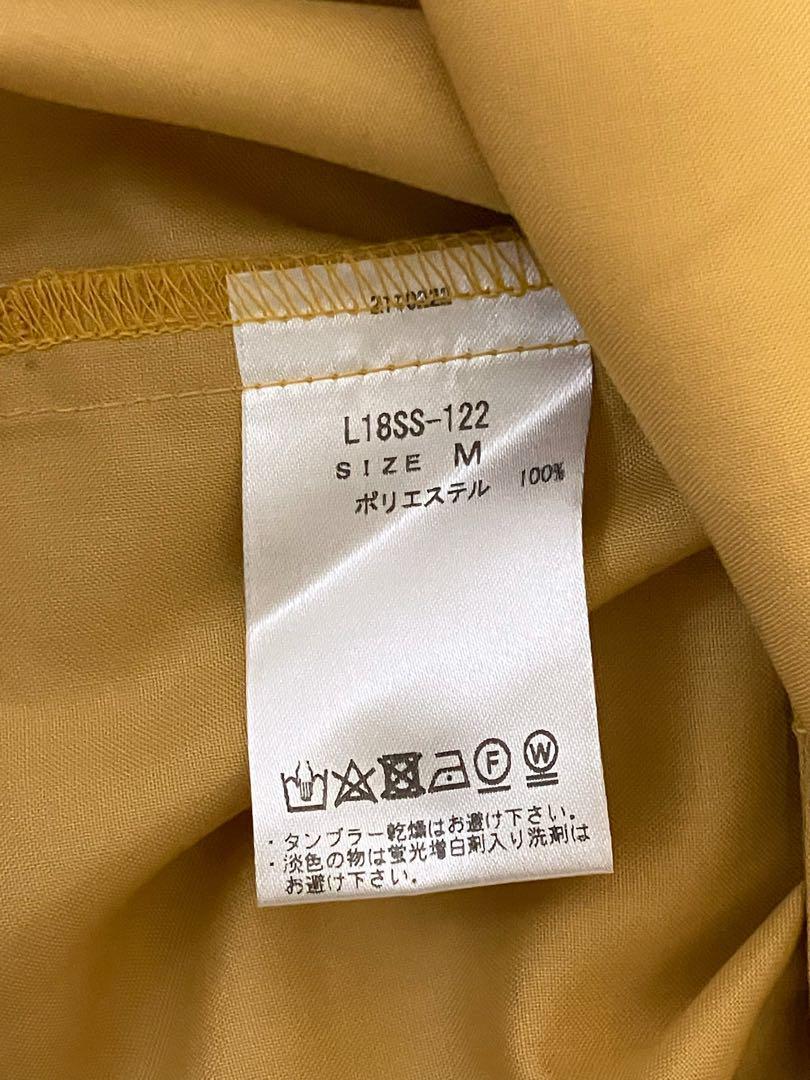 L18SS-122
SIZE M
ポリエステル 100%
F W
・タンブラー乾燥はお避け下さい。
・淡色の物は蛍光増白剤入り洗剤は
お避け下さい。